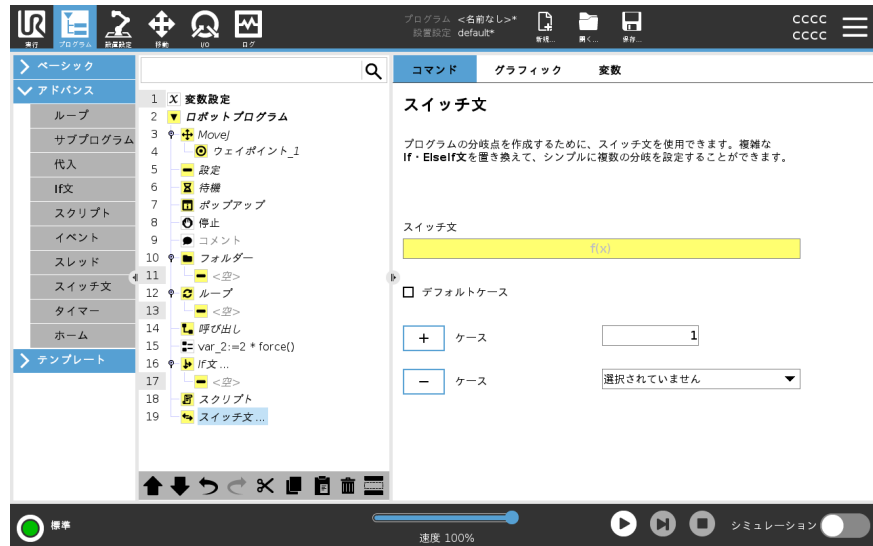 プログラム <名前なし>*
設置設定 default*
cccc
cccc
UR
実行
プログラム
設置設定
移動
I/O
ログ
新規...
開く...
保存...
ベーシック
アドバンス
ループ
サブプログラム
代入
If文
スクリプト
イベント
スレッド
スイッチ文
タイマー
ホーム
テンプレート
1 X 変数設定
2 ロボットプログラム
3 MoveJ
4 ウェイポイント_1
5 設定
6 待機
7 ポップアップ
8 停止
9 コメント
10 フォルダー
11 <空>
12 ループ
13 <空>
14 呼び出し
15 var_2:=2 * force()
16 If文 ...
17 <空>
18 スクリプト
19 スイッチ文 ...
コマンド グラフィック 変数
スイッチ文
プログラムの分岐点を作成するために、スイッチ文を使用できます。複雑な
If・ElseIf文を置き換えて、シンプルに複数の分岐を設定することができます。
スイッチ文
f(x)
デフォルトケース
+ ケース 1
− ケース 選択されていません
標準
速度 100%
シミュレーション